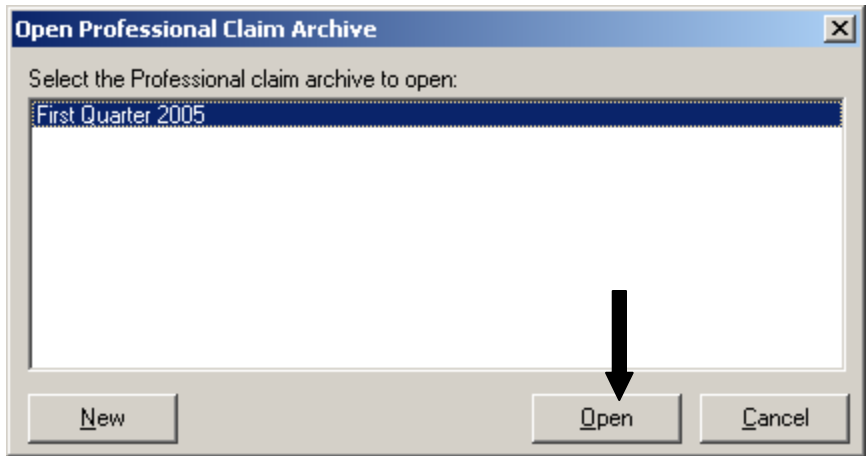 Open Professional Claim Archive
Select the Professional claim archive to open:
First Quarter 2005
New Open Cancel